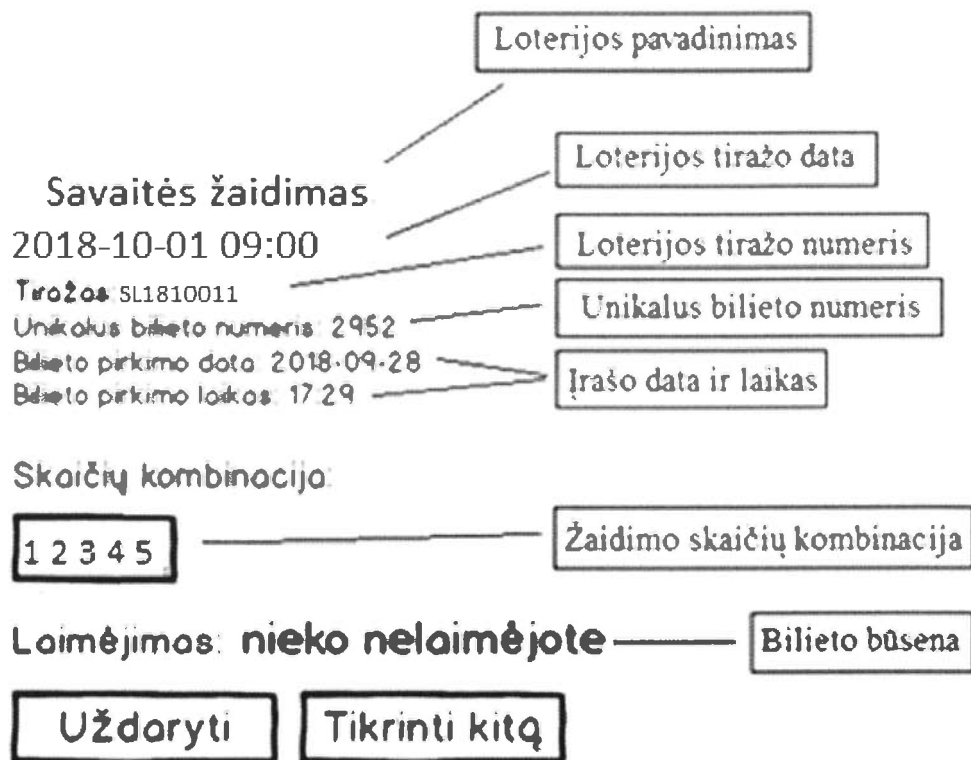 Loterijos pavadinimas
Loterijos tiražo data
Savaitės žaidimas
2018-10-01 09:00
Loterijos tiražo numeris
Tiražas: SL1810011
Unikalus bilieto numeris
Unikalus bilieto numeris: 2952
Bilieto pirkimo data: 2018-09-28
Įrašo data ir laikas
Bilieto pirkimo laikas: 17:29
Skaičių kombinacija:
1 2 3 4 5
Žaidimo skaičių kombinacija
Laimėjimas: nieko nelaimėjote
Bilieto būsena
Uždaryti
Tikrinti kitą